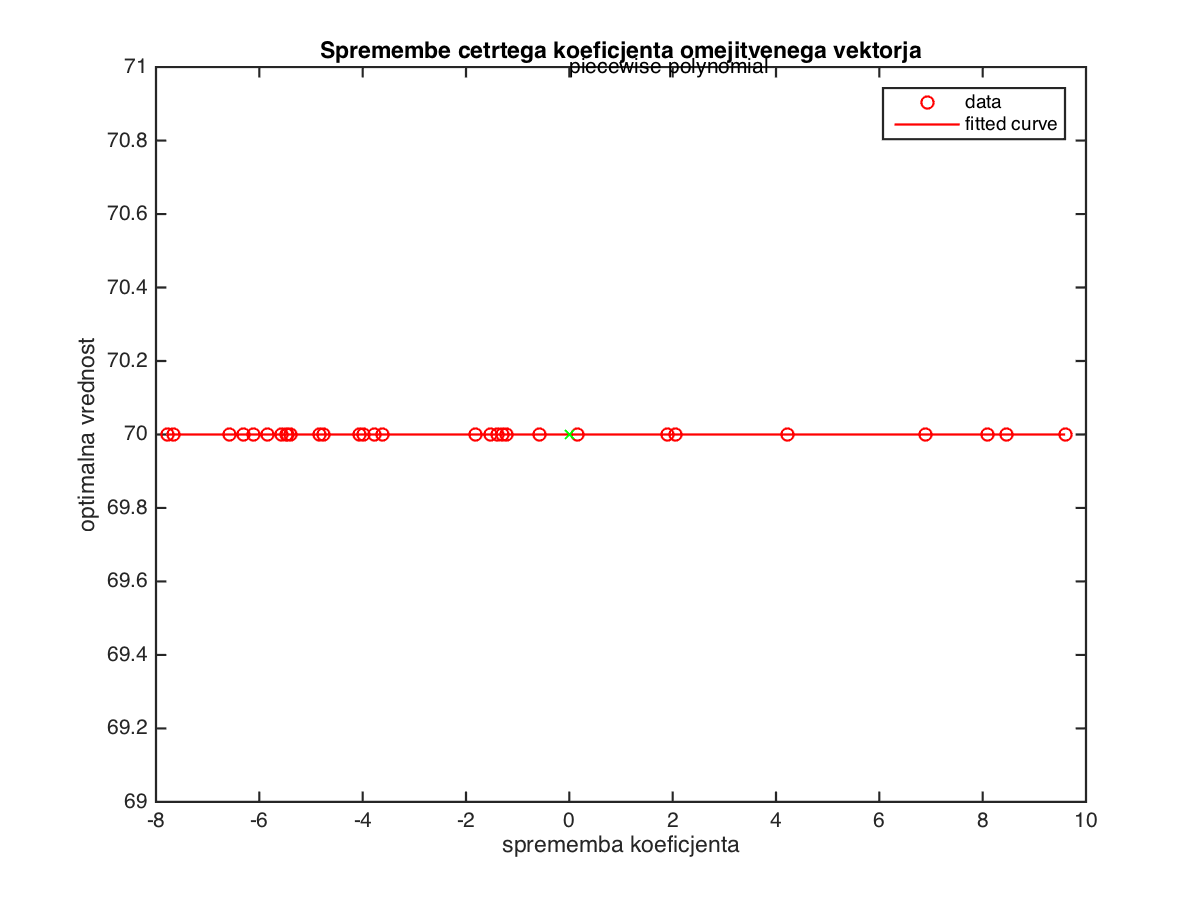 Spremembe cetrtega koeficjenta omejitvenega vektorja
piecewise polynomial
data
fitted curve
71
70.8
70.6
70.4
70.2
70
69.8
69.6
69.4
69.2
69
optimalna vrednost
-8 -6 -4 -2 0 2 4 6 8 10
sprememba koeficjenta